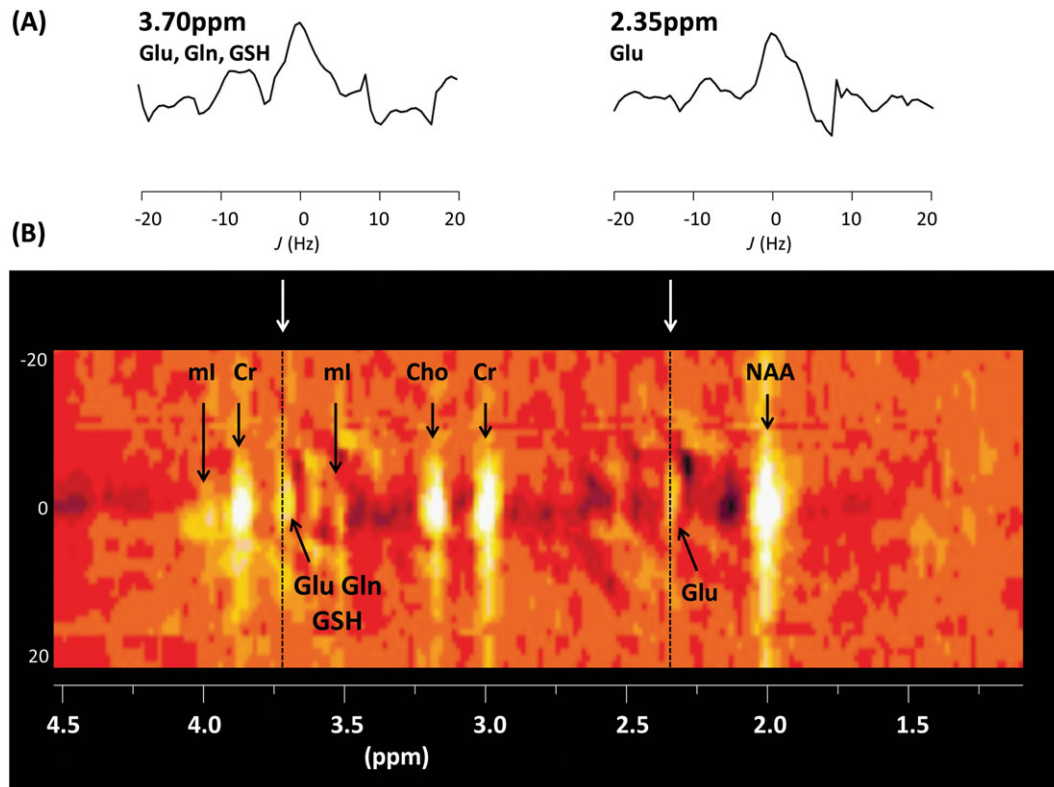 (A)
3.70ppm
Glu, Gln, GSH
2.35ppm
Glu
-20 -10 0 10 20
J (Hz)
-20 -10 0 10 20
J (Hz)
(B)
-20
0
20
mI Cr mI Cho Cr NAA
Glu Gln
GSH
Glu
4.5 4.0 3.5 3.0 2.5 2.0 1.5
(ppm)